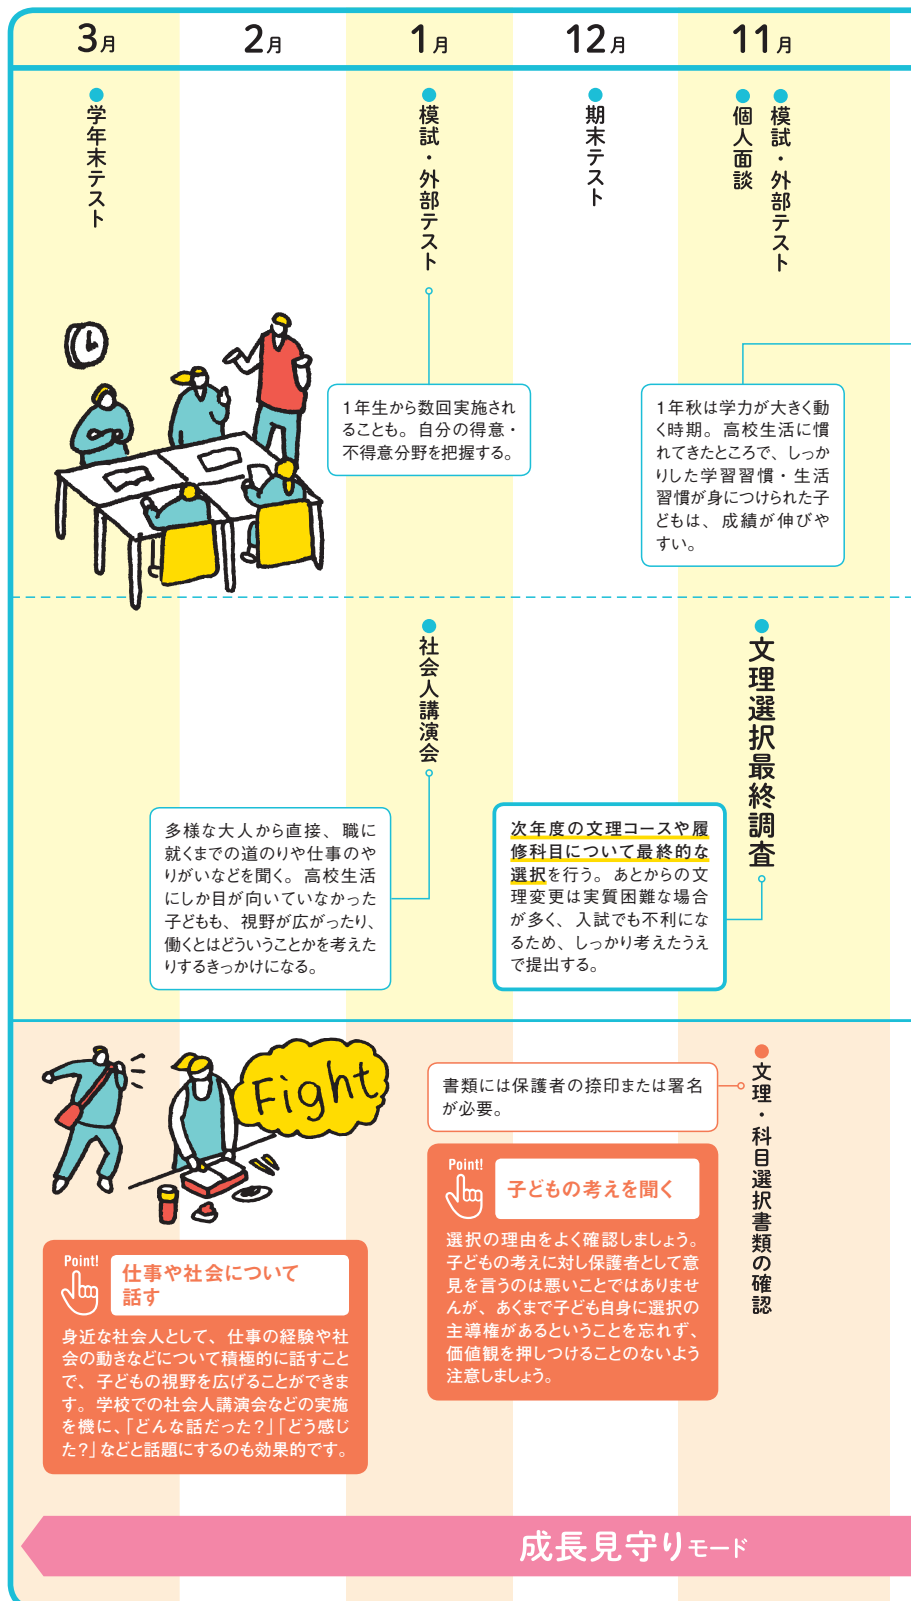 11月
12月
1月
2月
3月
模試・外部テスト
個人面談
期末テスト
模試・外部テスト
学年末テスト
1年秋は学力が大きく動
く時期。高校生活に慣
れてきたところで、しっか
りした学習習慣・生活
習慣が身につけられた子
どもは、成績が伸びや
すい。
1年生から数回実施され
ることも。自分の得意・
不得意分野を把握する。
文理選択最終調査
次年度の文理コースや履
修科目について最終的な
選択を行う。あとからの文
理変更は実質困難な場合
が多く、入試でも不利にな
るため、しっかり考えたうえ
で提出する。
社会人講演会
多様な大人から直接、職に
就くまでの道のりや仕事のや
りがいなどを聞く。高校生活
にしか目が向いていなかった
子どもも、視野が広がったり、
働くとはどういうことかを考えた
りするきっかけになる。
文理・科目選択書類の確認
書類には保護者の捺印または署名
が必要。
Point!
子どもの考えを聞く
選択の理由をよく確認しましょう。
子どもの考えに対し保護者として意
見を言うのは悪いことではありませ
んが、あくまで子ども自身に選択の
主導権があるということを忘れず、
価値観を押しつけることのないよう
注意しましょう。
Fight
Point!
仕事や社会について
話す
身近な社会人として、仕事の経験や社
会の動きなどについて積極的に話すこと
で、子どもの視野を広げることができま
す。学校での社会人講演会などの実施
を機に、「どんな話だった？」「どう感じ
た？」などと話題にするのも効果的です。
成長見守りモード